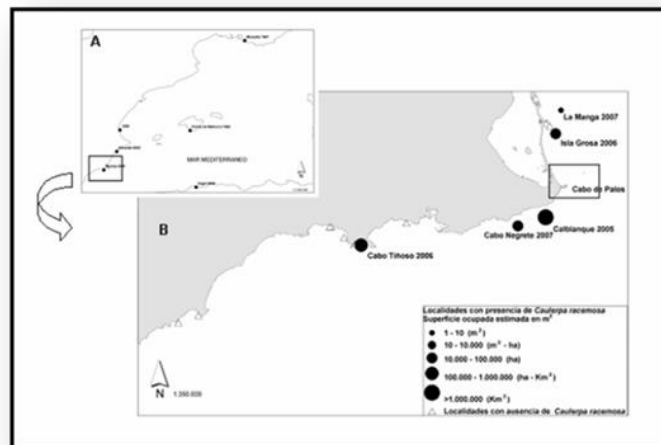 A
MAR MEDITERRANEO
La Manga 2007
Isla Grosa 2006
Cabo de Palos
B
Calblanque 2005
Cabo Negrete 2007
Cabo Tiñoso 2006
Localidades con presencia de Caulerpa racemosa
Superficie ocupada estimada en m²
1 - 10 (m²)
10 - 10.000 (m² - ha)
10.000 - 100.000 (ha)
100.000 - 1.000.000 (ha - Km²)
>1.000.000 (Km²)
Localidades con ausencia de Caulerpa racemosa
N